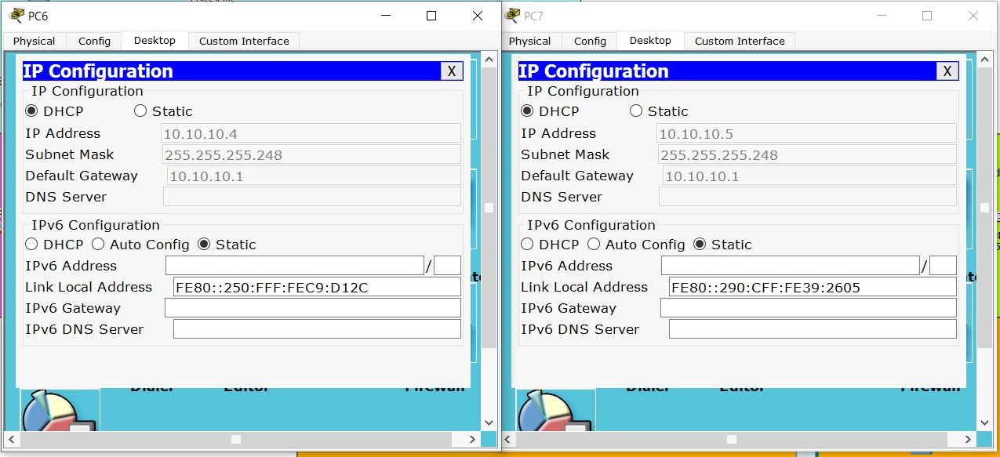 PC6
Physical Config Desktop Custom Interface
IP Configuration X
IP Configuration
DHCP Static
IP Address 10.10.10.4
Subnet Mask 255.255.255.248
Default Gateway 10.10.10.1
DNS Server
IPv6 Configuration
DHCP Auto Config Static
IPv6 Address /
Link Local Address FE80::250:FFF:FEC9:D12C
IPv6 Gateway
IPv6 DNS Server
Dialer Editor Firewall
PC7
Physical Config Desktop Custom Interface
IP Configuration X
IP Configuration
DHCP Static
IP Address 10.10.10.5
Subnet Mask 255.255.255.248
Default Gateway 10.10.10.1
DNS Server
IPv6 Configuration
DHCP Auto Config Static
IPv6 Address /
Link Local Address FE80::290:CFF:FE39:2605
IPv6 Gateway
IPv6 DNS Server
Dialer Editor Firewall